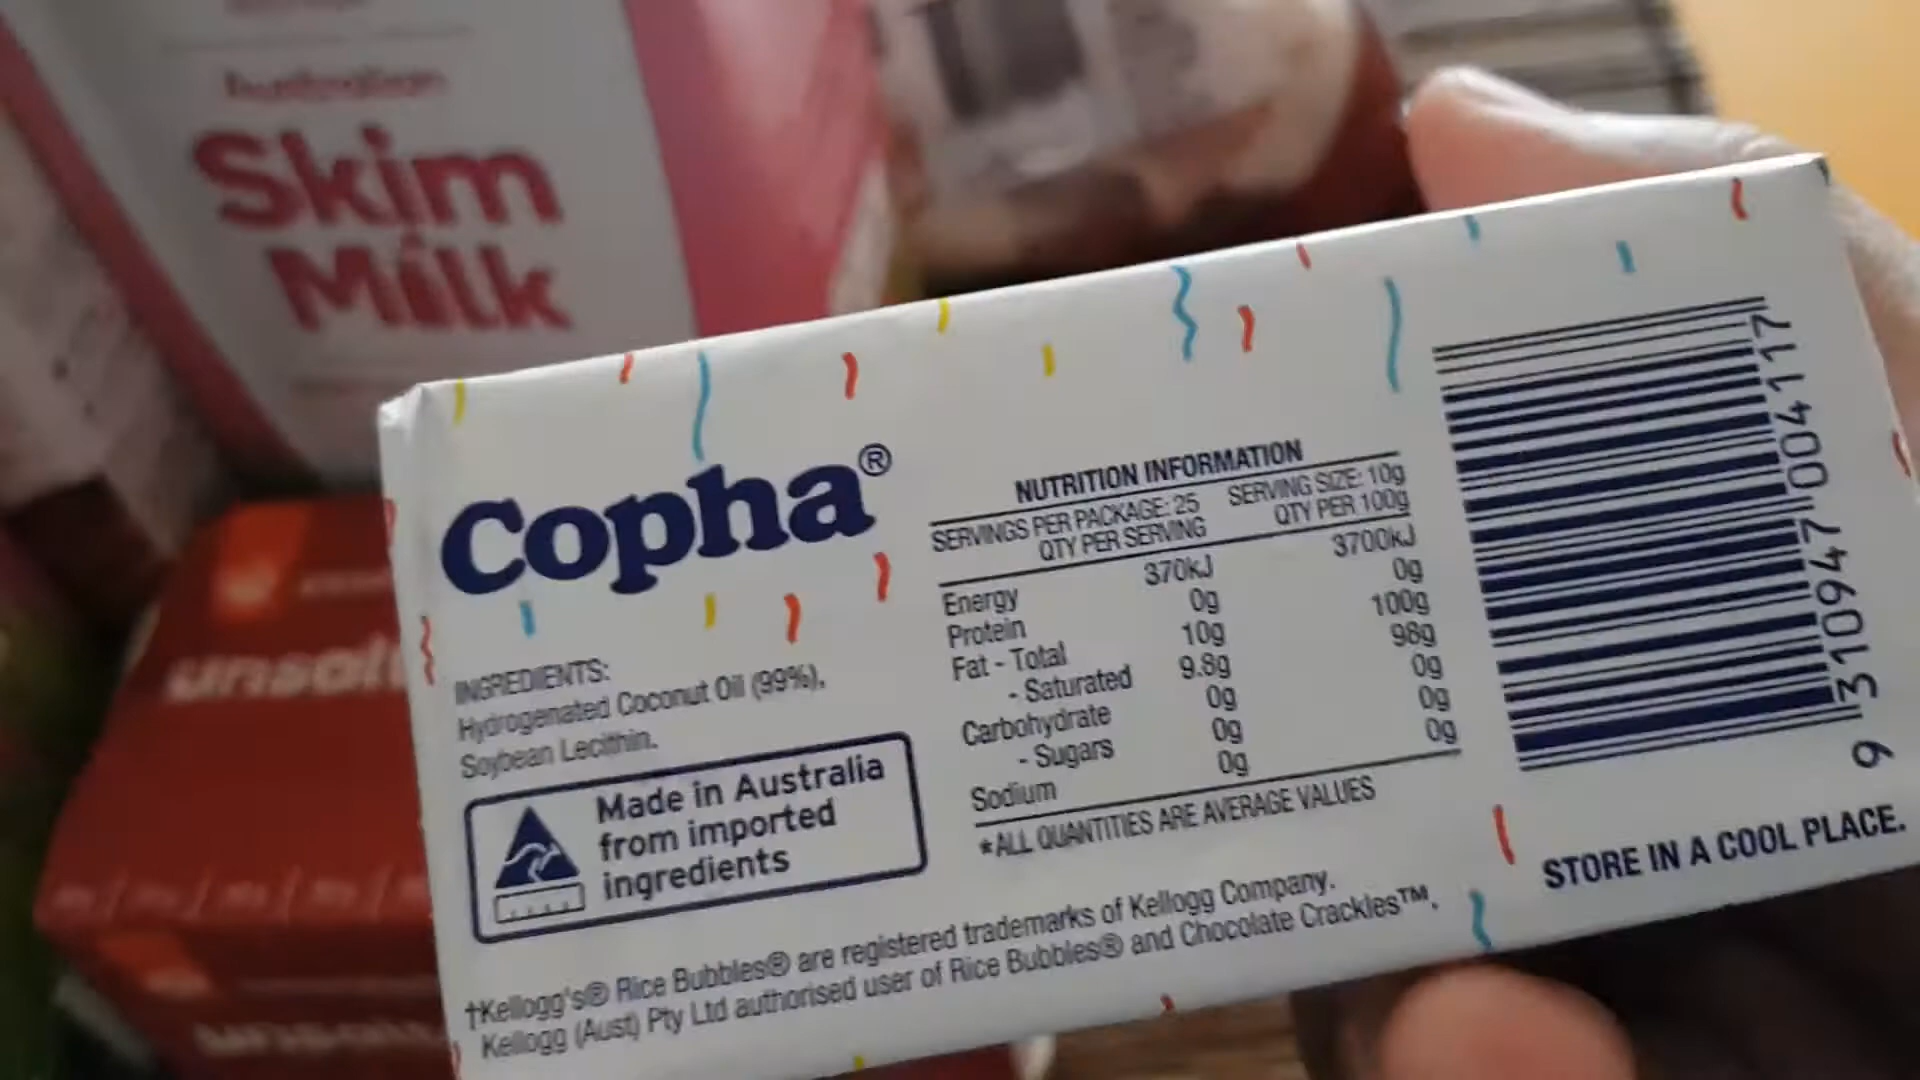 Australian
Skim
Milk
unsalt
Copha®
INGREDIENTS:
Hydrogenated Coconut Oil (99%),
Soybean Lecithin.
Made in Australia
from imported
ingredients
NUTRITION INFORMATION
SERVINGS PER PACKAGE: 25 SERVING SIZE: 10g
QTY PER SERVING QTY PER 100g
Energy 370kJ 3700kJ
Protein 0g 0g
Fat - Total 10g 100g
- Saturated 9.8g 98g
Carbohydrate 0g 0g
- Sugars 0g 0g
Sodium 0g 0g
*ALL QUANTITIES ARE AVERAGE VALUES
†Kellogg's® Rice Bubbles® are registered trademarks of Kellogg Company.
Kellogg (Aust) Pty Ltd authorised user of Rice Bubbles® and Chocolate Crackles™.
9 310947 004117
STORE IN A COOL PLACE.